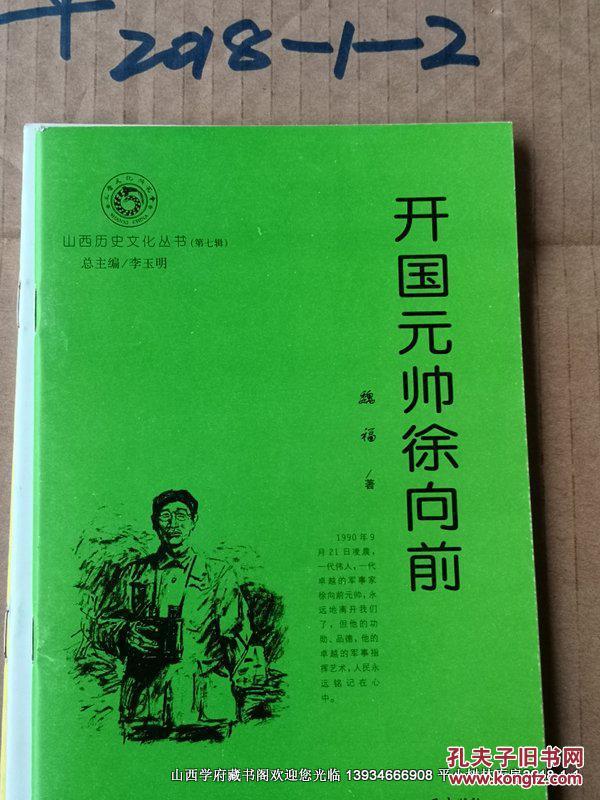 平
298-1-2
SHANXI CHINA
山西历史文化丛书(第七辑)
总主编/李玉明
开国元帅徐向前
魏福/著
1990年9
月21日凌晨，
一代伟人，一代
卓越的军事家
徐向前元帅，永
远地离开我们
了，但他的功
勋、品德，他的
卓越的军事指
挥艺术，人民永
远铭记在心
中。
孔夫子旧书网
山西学府藏书阁欢迎您光临 13934666908